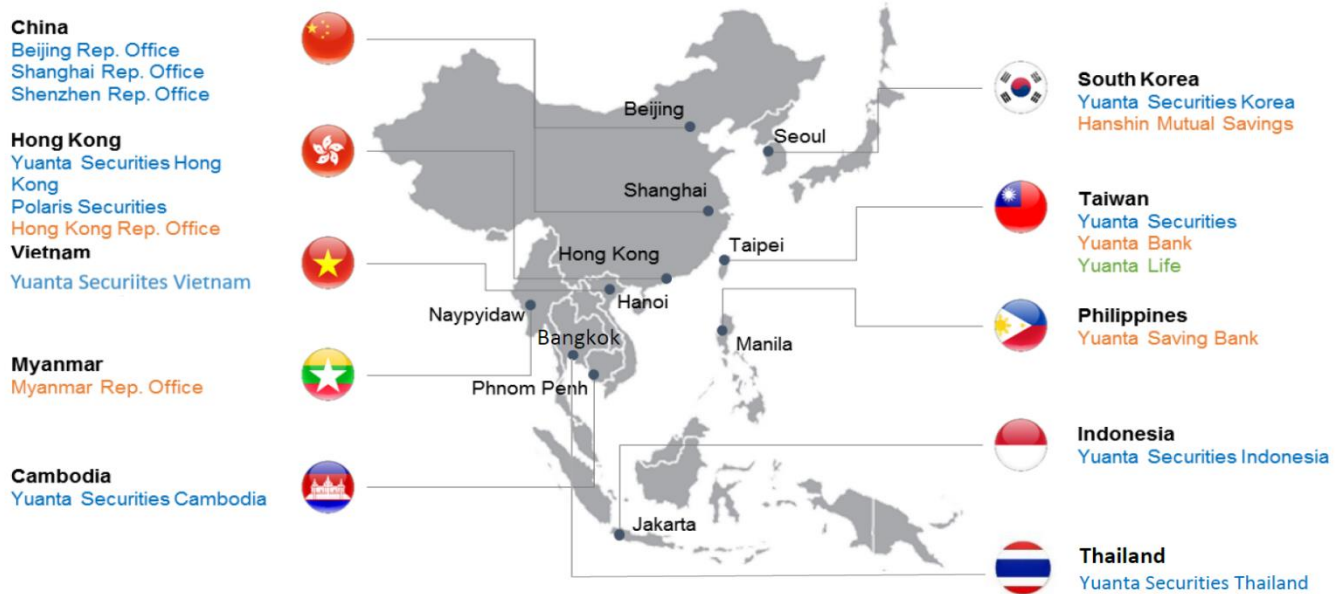 China
Beijing Rep. Office
Shanghai Rep. Office
Shenzhen Rep. Office
Hong Kong
Yuanta Securities Hong
Kong
Polaris Securities
Hong Kong Rep. Office
Vietnam
Yuanta Securiites Vietnam
Myanmar
Myanmar Rep. Office
Cambodia
Yuanta Securities Cambodia
Beijing
Seoul
Shanghai
Taipei
Hong Kong
Hanoi
Naypyidaw
Bangkok
Manila
Phnom Penh
Jakarta
South Korea
Yuanta Securities Korea
Hanshin Mutual Savings
Taiwan
Yuanta Securities
Yuanta Bank
Yuanta Life
Philippines
Yuanta Saving Bank
Indonesia
Yuanta Securities Indonesia
Thailand
Yuanta Securities Thailand